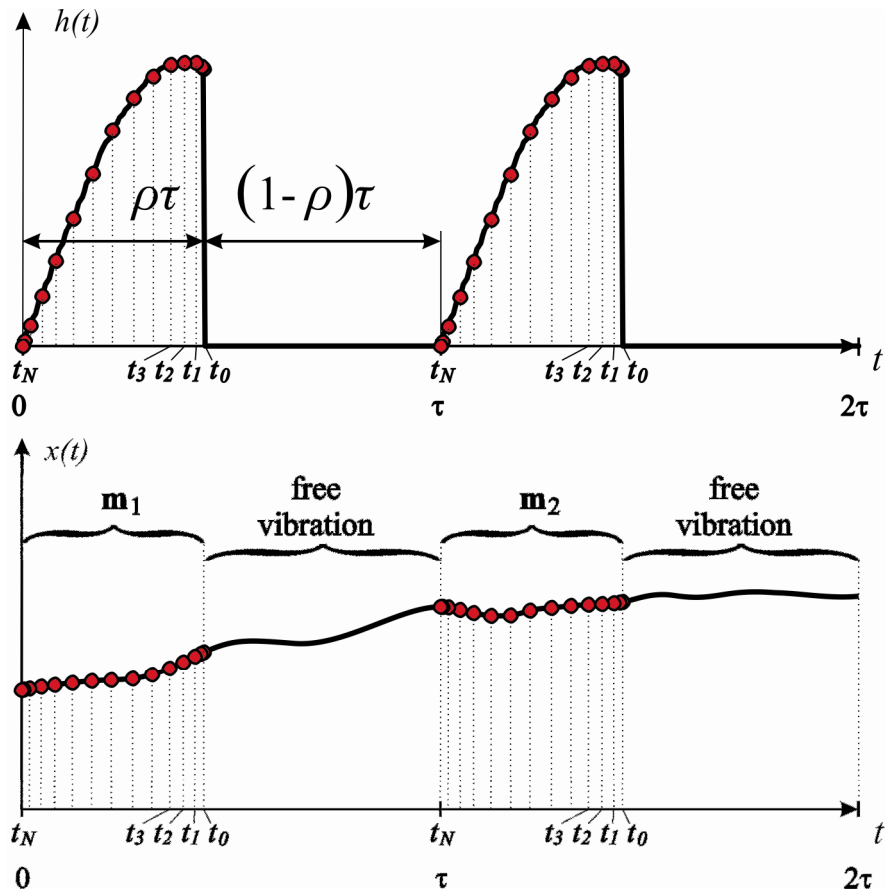 h(t)
ρτ (1-ρ)τ
t_N t_3 t_2 t_1 t_0 t_N t_3 t_2 t_1 t_0 t
0 τ 2τ
x(t)
m_1 free vibration m_2 free vibration
t_N t_3 t_2 t_1 t_0 t_N t_3 t_2 t_1 t_0 t
0 τ 2τ